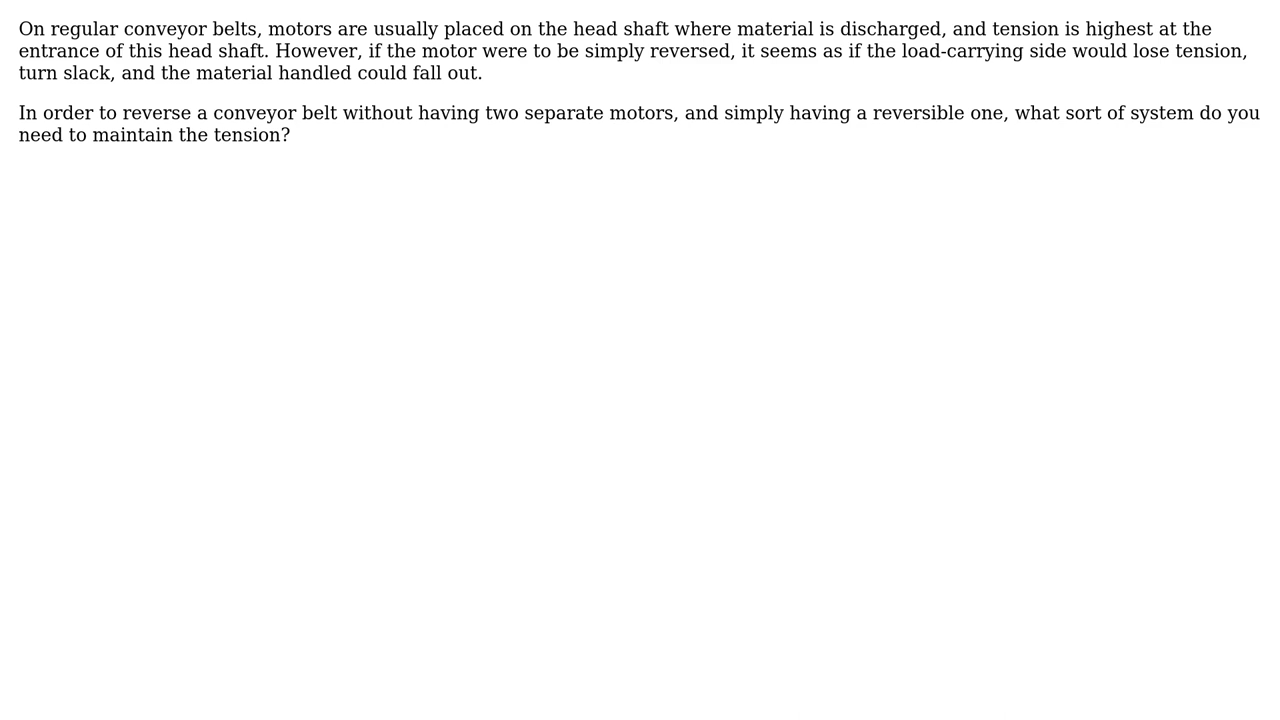 On regular conveyor belts, motors are usually placed on the head shaft where material is discharged, and tension is highest at the
entrance of this head shaft. However, if the motor were to be simply reversed, it seems as if the load-carrying side would lose tension,
turn slack, and the material handled could fall out.
In order to reverse a conveyor belt without having two separate motors, and simply having a reversible one, what sort of system do you
need to maintain the tension?